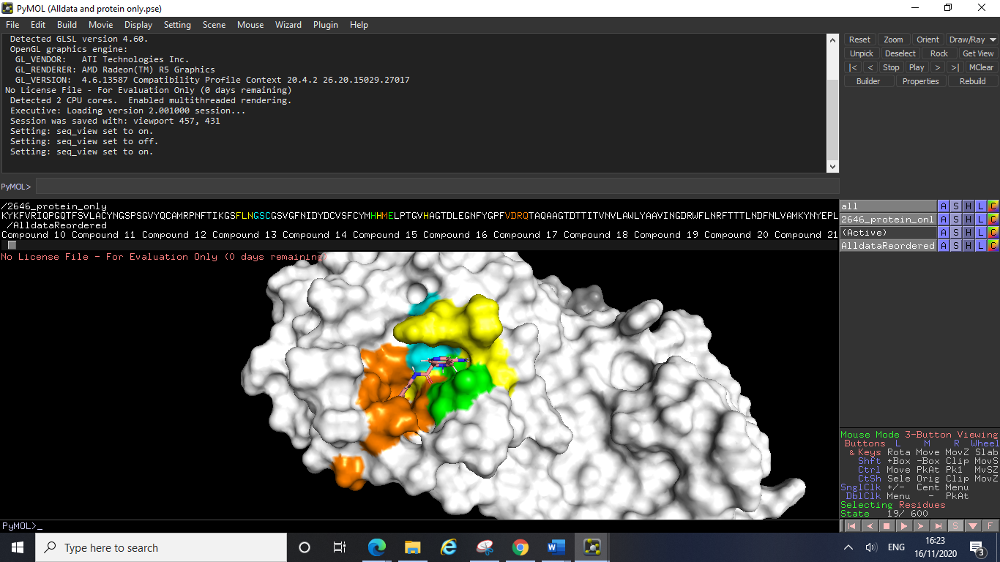 PyMOL (Alldata and protein only.pse)
File Edit Build Movie Display Setting Scene Mouse Wizard Plugin Help
Detected GLSL version 4.60.
OpenGL graphics engine:
GL_VENDOR: ATI Technologies Inc.
GL_RENDERER: AMD Radeon(TM) R5 Graphics
GL_VERSION: 4.6.13587 Compatibility Profile Context 20.4.2 26.20.15029.27017
No License File - For Evaluation Only (0 days remaining)
Detected 2 CPU cores. Enabled multithreaded rendering.
Executive: Loading version 2.001000 session...
Session was saved with: viewport 457, 431
Setting: seq_view set to on.
Setting: seq_view set to off.
Setting: seq_view set to on.
PyMOL>
Reset Zoom Orient Draw/Ray
Unpick Deselect Rock Get View
|< < Stop Play > >| MClear
Builder Properties Rebuild
/2646_protein_only
KYKFVRIQPGQTFSVLACYNGSPSGVYQCAMRPNFTIKGSFLNGSCGSVGFNIDYDCVSFCYMHHMELPTGVHAGTDLEGNFYGPFVDRQTAQAAGTDTTITVNVLAWLYAAVINGDRWFLNRFTTTLNDFNLVAMKYNYEPL
/AlldataReordered
Compound 10 Compound 11 Compound 12 Compound 13 Compound 14 Compound 15 Compound 16 Compound 17 Compound 18 Compound 19 Compound 20 Compound 21
No License File - For Evaluation Only (0 days remaining)
all A S H L C
2646_protein_onl A S H L C
(Active) A S H L C
AlldataReordered A S H L C
Mouse Mode 3-Button Viewing
Buttons L M R Wheel
& Keys Rota Move MovZ Slab
Shft +Box -Box Clip MovS
Ctrl Move PkAt Pk1 MvSZ
CtSh Sele Orig Clip MovZ
SnglClk +/- Cent Menu
DblClk Menu - PkAt
Selecting Residues
State 19/ 600
S F
PyMOL>_
Type here to search
ENG
16:23
16/11/2020
3